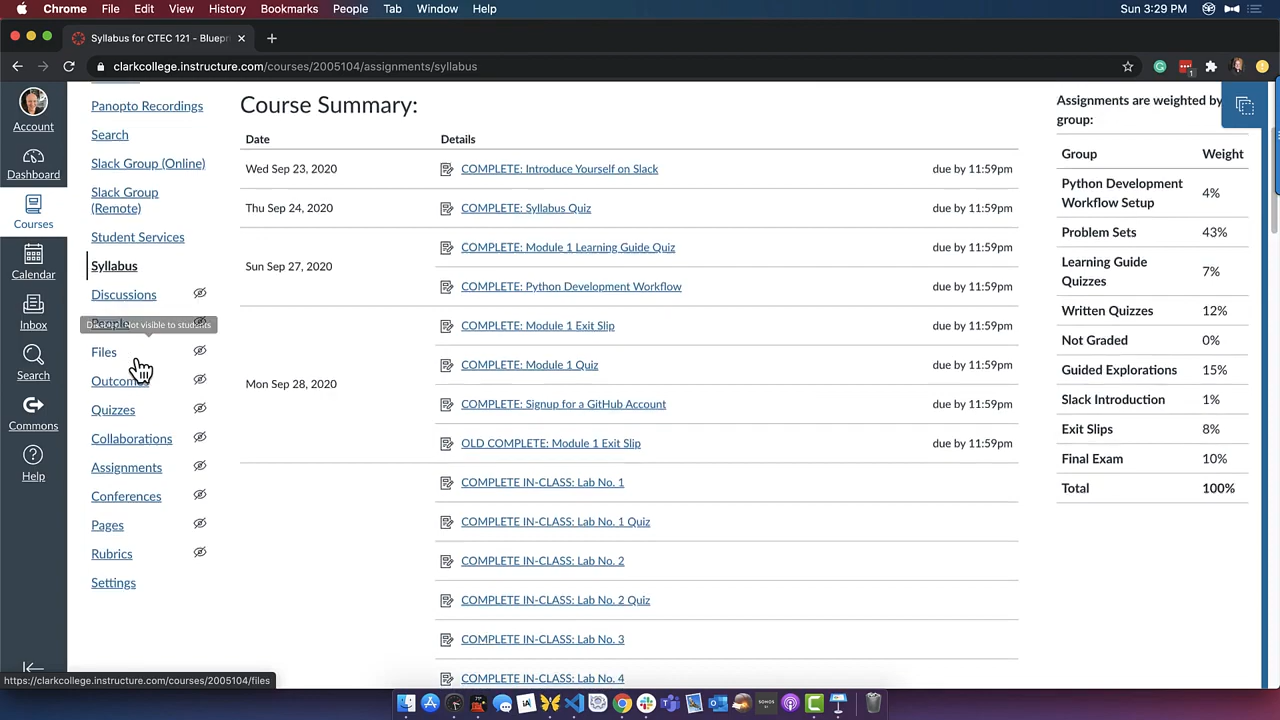 Chrome File Edit View History Bookmarks People Tab Window Help
Sun 3:29 PM
Syllabus for CTEC 121 - Bluepr
clarkcollege.instructure.com/courses/2005104/assignments/syllabus
1
Account
Dashboard
Courses
Calendar
Inbox
Search
Commons
Help
Panopto Recordings
Search
Slack Group (Online)
Slack Group
(Remote)
Student Services
Syllabus
Discussions
People
Files
Outcomes
Quizzes
Collaborations
Assignments
Conferences
Pages
Rubrics
Settings
Course Summary:
Date Details
Wed Sep 23, 2020
COMPLETE: Introduce Yourself on Slack due by 11:59pm
Thu Sep 24, 2020
COMPLETE: Syllabus Quiz due by 11:59pm
Sun Sep 27, 2020
COMPLETE: Module 1 Learning Guide Quiz due by 11:59pm
COMPLETE: Python Development Workflow due by 11:59pm
Mon Sep 28, 2020
COMPLETE: Module 1 Exit Slip due by 11:59pm
COMPLETE: Module 1 Quiz due by 11:59pm
COMPLETE: Signup for a GitHub Account due by 11:59pm
OLD COMPLETE: Module 1 Exit Slip due by 11:59pm
COMPLETE IN-CLASS: Lab No. 1
COMPLETE IN-CLASS: Lab No. 1 Quiz
COMPLETE IN-CLASS: Lab No. 2
COMPLETE IN-CLASS: Lab No. 2 Quiz
COMPLETE IN-CLASS: Lab No. 3
COMPLETE IN-CLASS: Lab No. 4
Assignments are weighted by
group:
Group Weight
Python Development
Workflow Setup 4%
Problem Sets 43%
Learning Guide
Quizzes 7%
Written Quizzes 12%
Not Graded 0%
Guided Explorations 15%
Slack Introduction 1%
Exit Slips 8%
Final Exam 10%
Total 100%
https://clarkcollege.instructure.com/courses/2005104/files